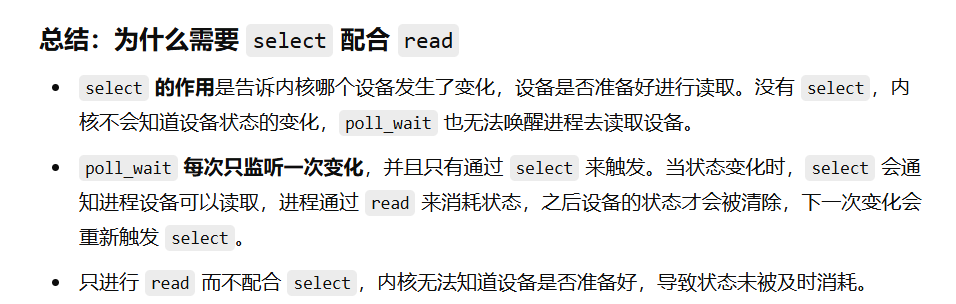 总结：为什么需要 select 配合 read
• select 的作用是告诉内核哪个设备发生了变化，设备是否准备好进行读取。没有 select，内
核不会知道设备状态的变化，poll_wait 也无法唤醒进程去读取设备。
• poll_wait 每次只监听一次变化，并且只有通过 select 来触发。当状态变化时，select 会通
知进程设备可以读取，进程通过 read 来消耗状态，之后设备的状态才会被清除，下一次变化会
重新触发 select。
• 只进行 read 而不配合 select，内核无法知道设备是否准备好，导致状态未被及时消耗。